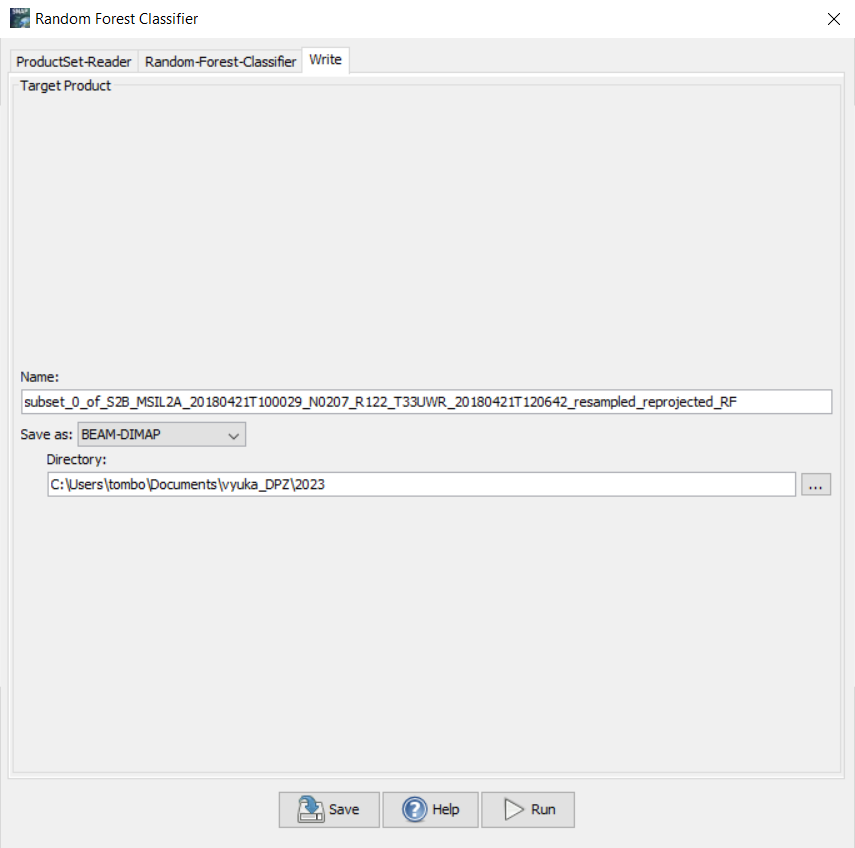 Random Forest Classifier
ProductSet-Reader Random-Forest-Classifier Write
Target Product
Name:
subset_0_of_S2B_MSIL2A_20180421T100029_N0207_R122_T33UWR_20180421T120642_resampled_reprojected_RF
Save as: BEAM-DIMAP
Directory:
C:\Users\tombo\Documents\vyuka_DPZ\2023 ...
Save Help Run